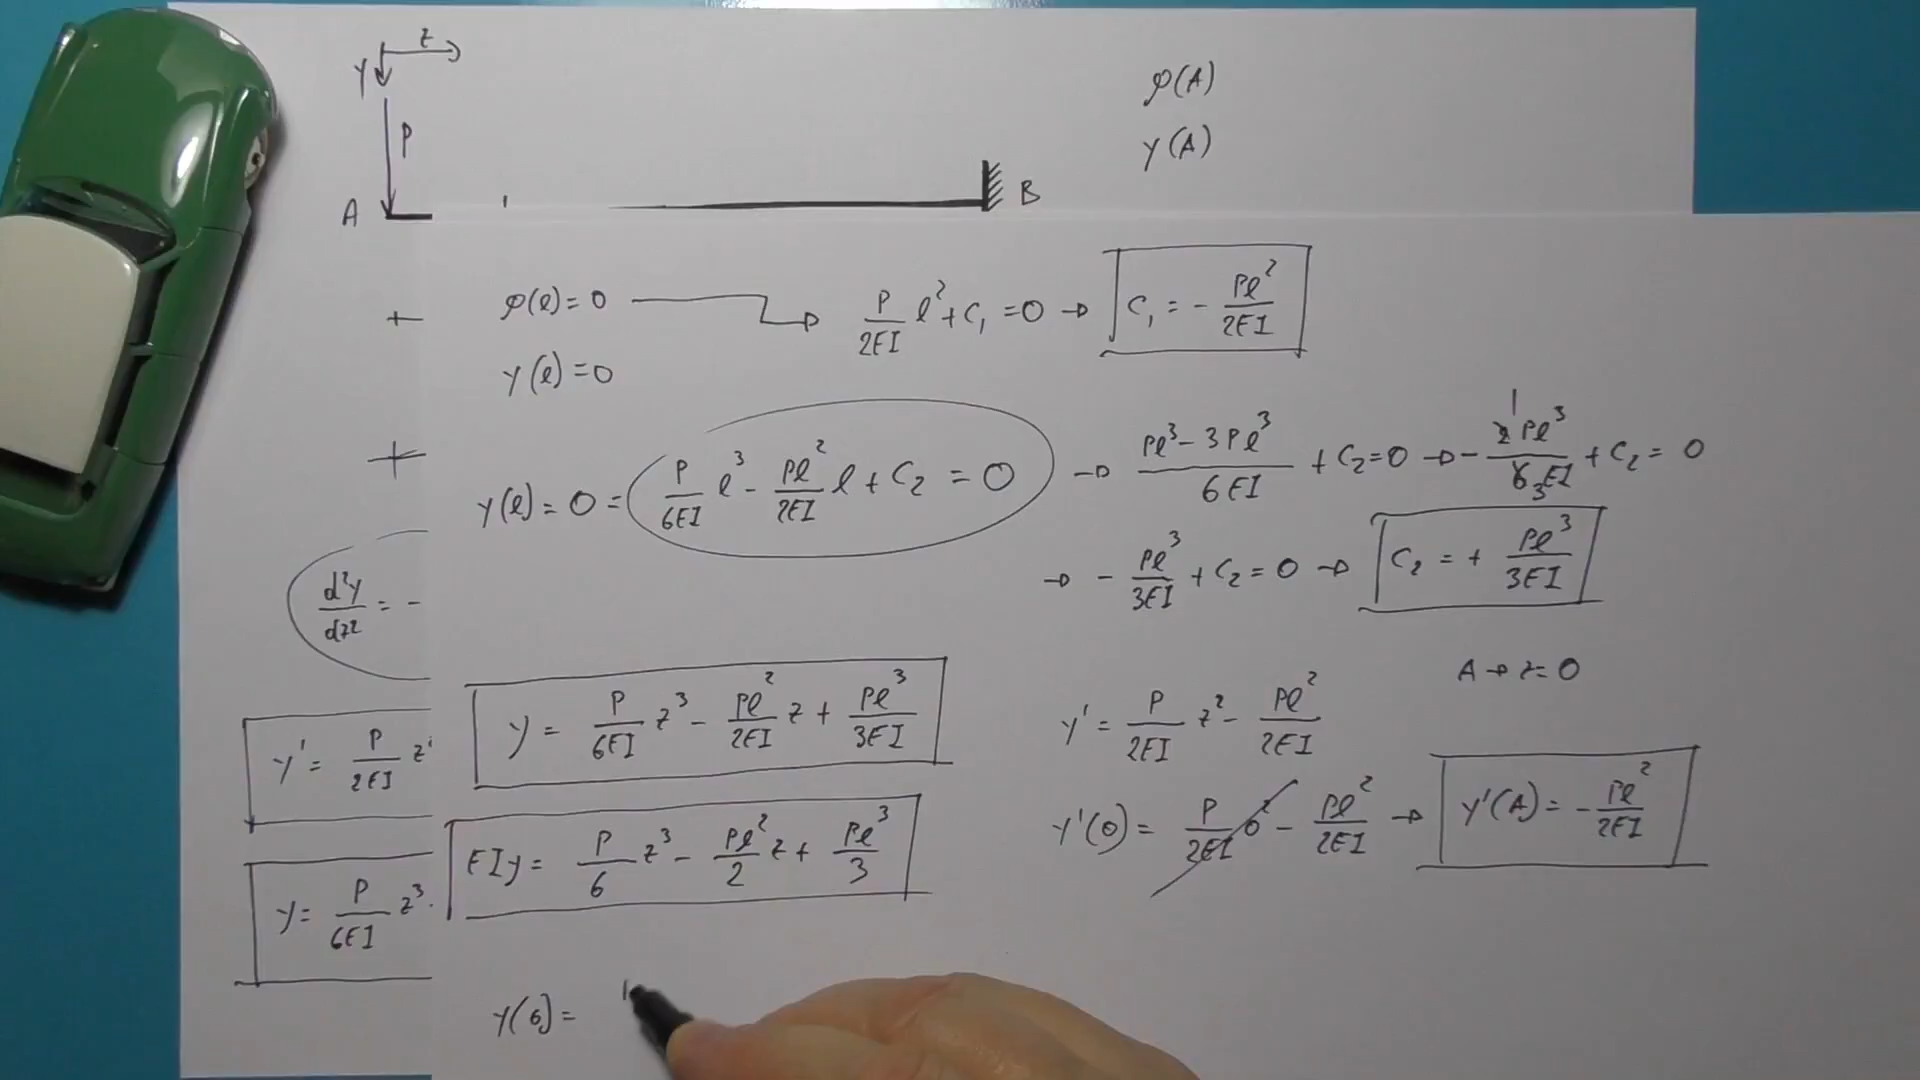 z
Y
P
φ(A)
y(A)
A
B
φ(l) = 0 → P/2EI l² + C₁ = 0 → C₁ = - Pl²/2EI
y(l) = 0
y(l) = 0 = P/6EI l³ - Pl²/2EI l + C₂ = 0 → Pl³ - 3Pl³/6EI + C₂ = 0 → - 2Pl³/6EI + C₂ = 0
1
3
→ - Pl³/3EI + C₂ = 0 → C₂ = + Pl³/3EI
d²y/dz² = -
A → z = 0
y = P/6EI z³ - Pl²/2EI z + Pl³/3EI
y' = P/2EI z² - Pl²/2EI
y' = P/2EI z
y'(0) = P/2EI 0² - Pl²/2EI → y'(A) = - Pl²/2EI
EIy = P/6 z³ - Pl²/2 z + Pl³/3
y = P/6EI z³
y(0) =